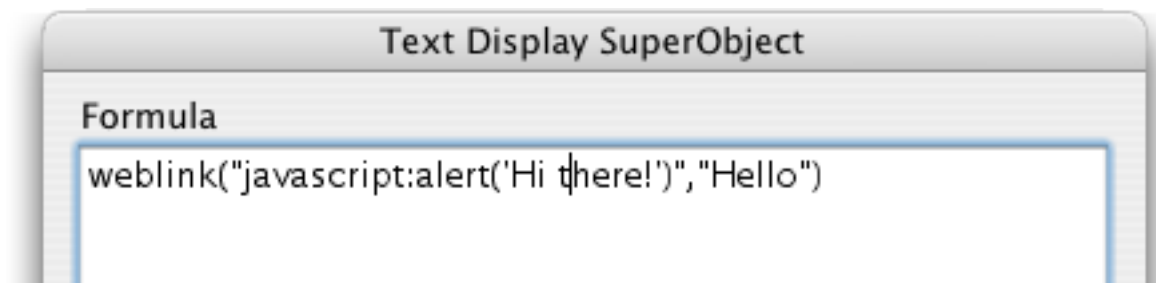 Text Display SuperObject
Formula
weblink("javascript:alert('Hi there!')","Hello")